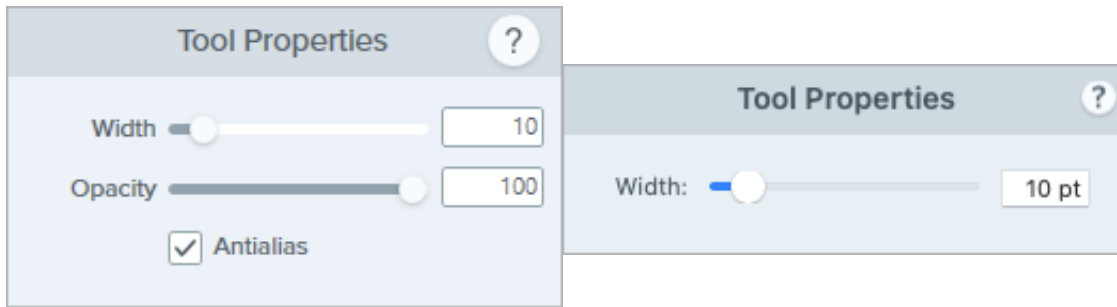 Tool Properties ?
Width 10
Opacity 100
Antialias
Tool Properties ?
Width: 10 pt